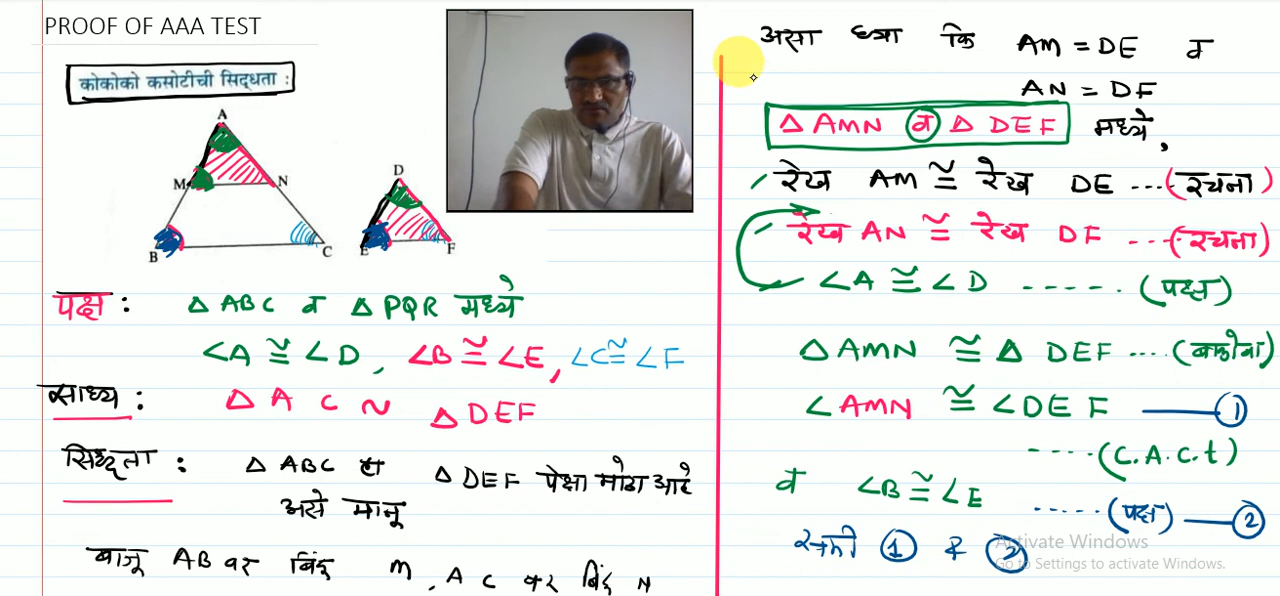 PROOF OF AAA TEST
कोकोको कसोटीची सिद्धता :
A
M
N
B
C
D
E
F
पक्ष : △ ABC व △ PQR मध्ये
∠A ≅ ∠D, ∠B ≅ ∠E, ∠C ≅ ∠F
साध्य : △ A C ~ △ DEF
सिद्धता : △ ABC हा △ DEF पेक्षा मोठा आहे
असे मानू
बाजू AB वर बिंदू M, A C वर बिंदू N
असा घ्या कि AM = DE व
AN = DF
△ AMN व △ DEF मध्ये,
रेख AM ≅ रेख DE ....(रचना)
रेख AN ≅ रेख DF ...(रचना)
∠A ≅ ∠D ..... (पक्ष)
△ AMN ≅ △ DEF ....(बाकोबा)
∠AMN ≅ ∠DEF —— 1
....(C.A.C.t)
व ∠B ≅ ∠E
.....(पक्ष) —— 2
1 व 2
Activate Windows
Go to Settings to activate Windows.